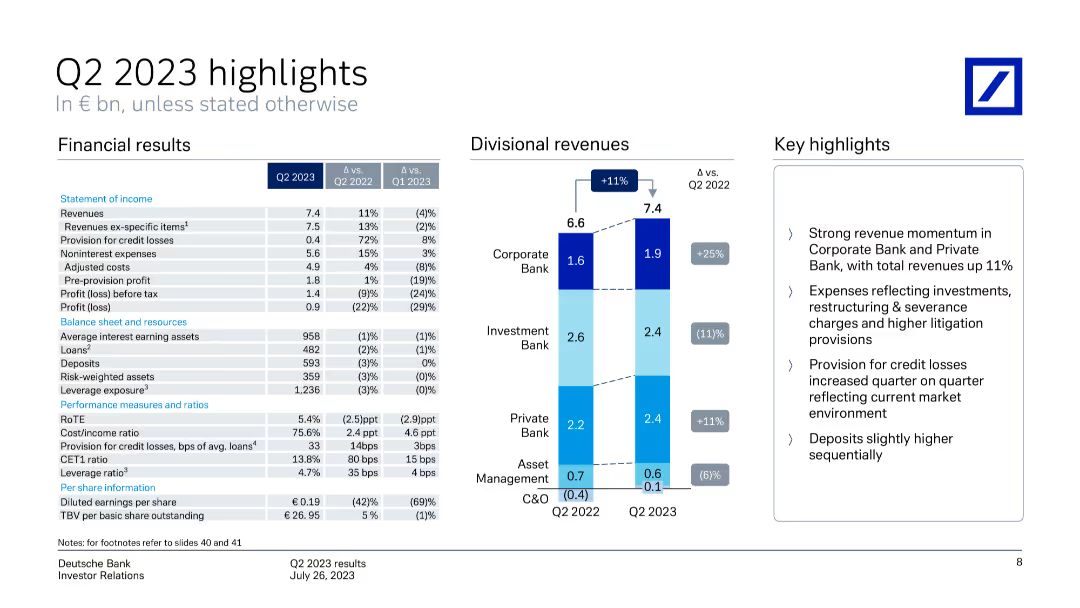 Q2 2023 highlights
In € bn, unless stated otherwise
Financial results
Q2 2023 Δ vs. Q2 2022 Δ vs. Q1 2023
Statement of income
Revenues 7.4 11% (4)%
Revenues ex-specific items1 7.5 13% (2)%
Provision for credit losses 0.4 72% 8%
Noninterest expenses 5.6 15% 3%
Adjusted costs 4.9 4% (8)%
Pre-provision profit 1.8 1% (19)%
Profit (loss) before tax 1.4 (9)% (24)%
Profit (loss) 0.9 (22)% (29)%
Balance sheet and resources
Average interest earning assets 958 (1)% (1)%
Loans2 482 (2)% (1)%
Deposits 593 (3)% 0%
Risk-weighted assets 359 (3)% (0)%
Leverage exposure3 1,236 (3)% (0)%
Performance measures and ratios
RoTE 5.4% (2.5)ppt (2.9)ppt
Cost/income ratio 75.6% 2.4 ppt 4.6 ppt
Provision for credit losses, bps of avg. loans4 33 14bps 3bps
CET1 ratio 13.8% 80 bps 15 bps
Leverage ratio3 4.7% 35 bps 4 bps
Per share information
Diluted earnings per share € 0.19 (42)% (69)%
TBV per basic share outstanding € 26. 95 5 % (1)%
Divisional revenues
+11%
Δ vs.
Q2 2022
6.6 7.4
Corporate
Bank
1.6 1.9 +25%
Investment
Bank
2.6 2.4 (11)%
Private
Bank
2.2 2.4 +11%
Asset
Management
0.7 0.6 (6)%
C&O (0.4) 0.1
Q2 2022 Q2 2023
Key highlights
〉 Strong revenue momentum in
Corporate Bank and Private
Bank, with total revenues up 11%
〉 Expenses reflecting investments,
restructuring & severance
charges and higher litigation
provisions
〉 Provision for credit losses
increased quarter on quarter
reflecting current market
environment
〉 Deposits slightly higher
sequentially
Notes: for footnotes refer to slides 40 and 41
Deutsche Bank
Investor Relations
Q2 2023 results
July 26, 2023
8